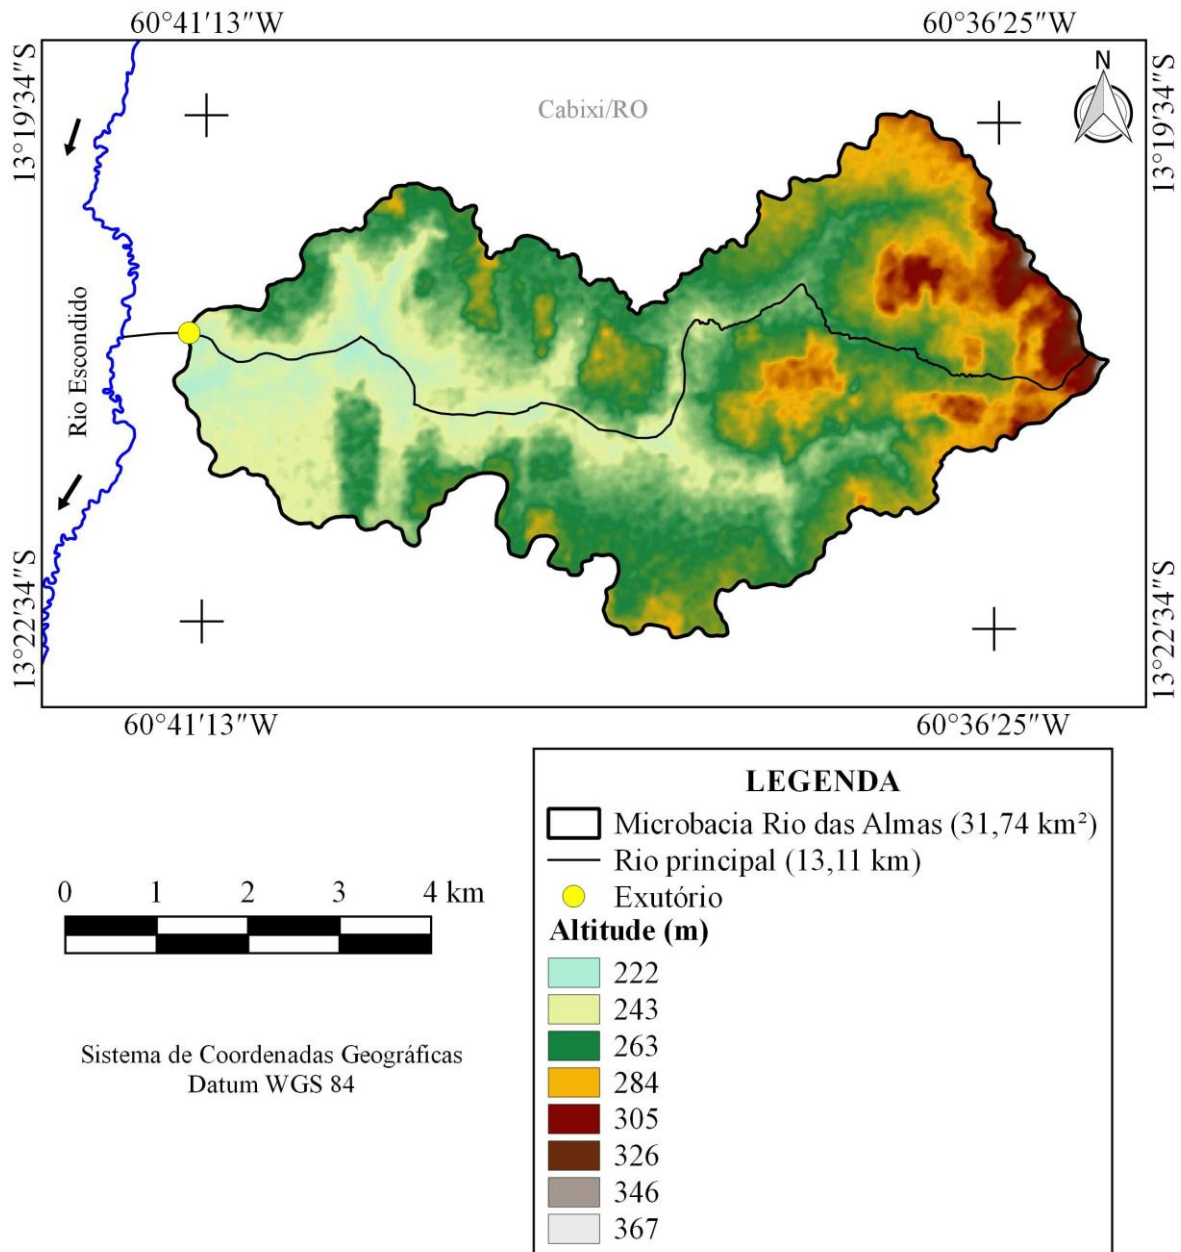 60°41'13"W
60°36'25"W
13°19'34"S
13°19'34"S
Cabixi/RO
N
Rio Escondido
13°22'34"S
13°22'34"S
60°41'13"W
60°36'25"W
LEGENDA
Microbacia Rio das Almas (31,74 km²)
Rio principal (13,11 km)
Exutório
Altitude (m)
222
243
263
284
305
326
346
367
0 1 2 3 4 km
Sistema de Coordenadas Geográficas
Datum WGS 84